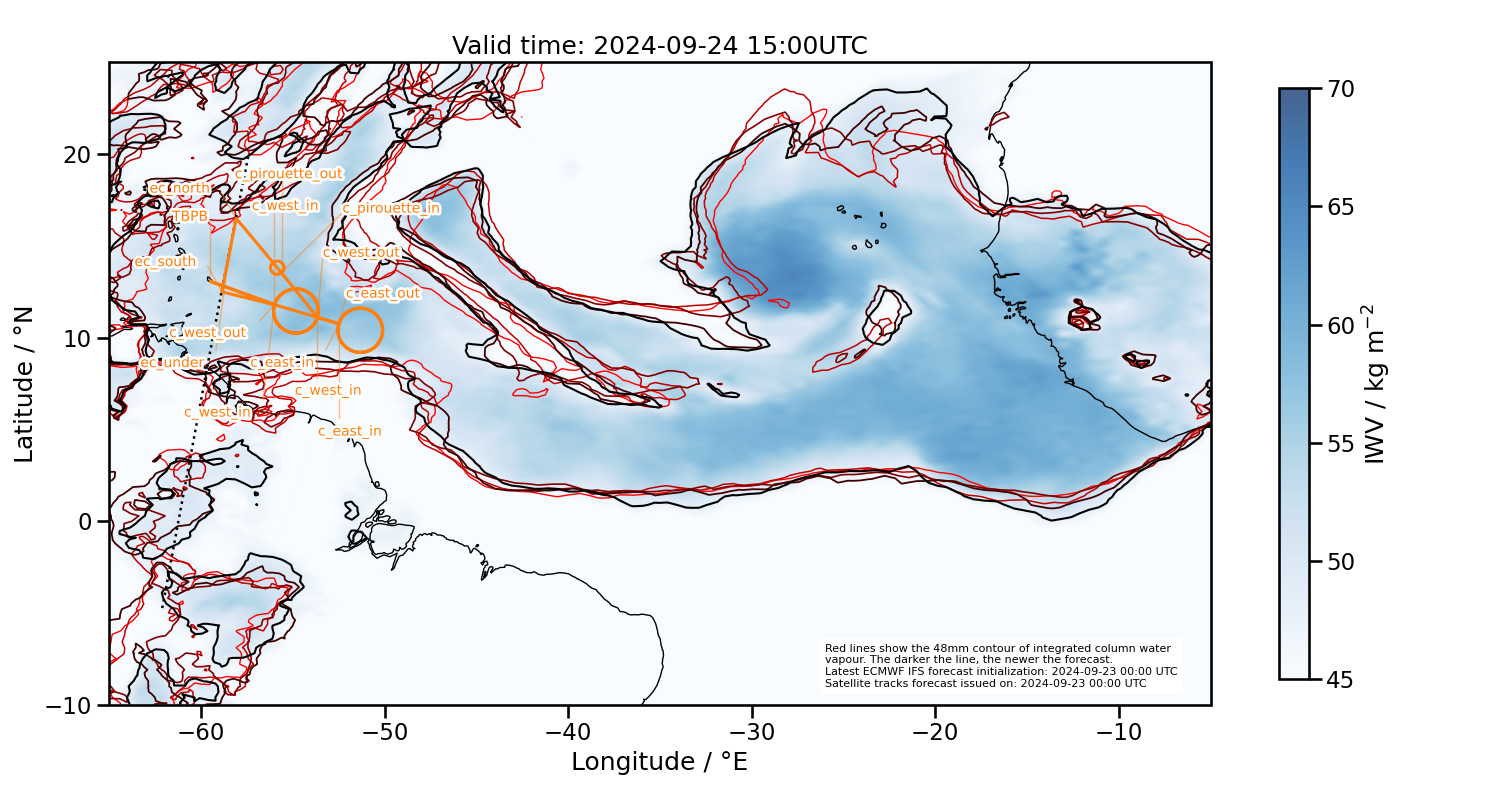 Valid time: 2024-09-24 15:00UTC
c_pirouette_out
ec_north
c_west_in
TBPB
c_pirouette_in
c_west_out
ec_south
c_east_out
c_west_out
ec_under
c_east_in
c_west_in
c_west_in
c_east_in
20
10
0
−10
Latitude / °N
−60
−50
−40
−30
−20
−10
Longitude / °E
Red lines show the 48mm contour of integrated column water
vapour. The darker the line, the newer the forecast.
Latest ECMWF IFS forecast initialization: 2024-09-23 00:00 UTC
Satellite tracks forecast issued on: 2024-09-23 00:00 UTC
70
65
60
55
50
45
IWV / kg m⁻²